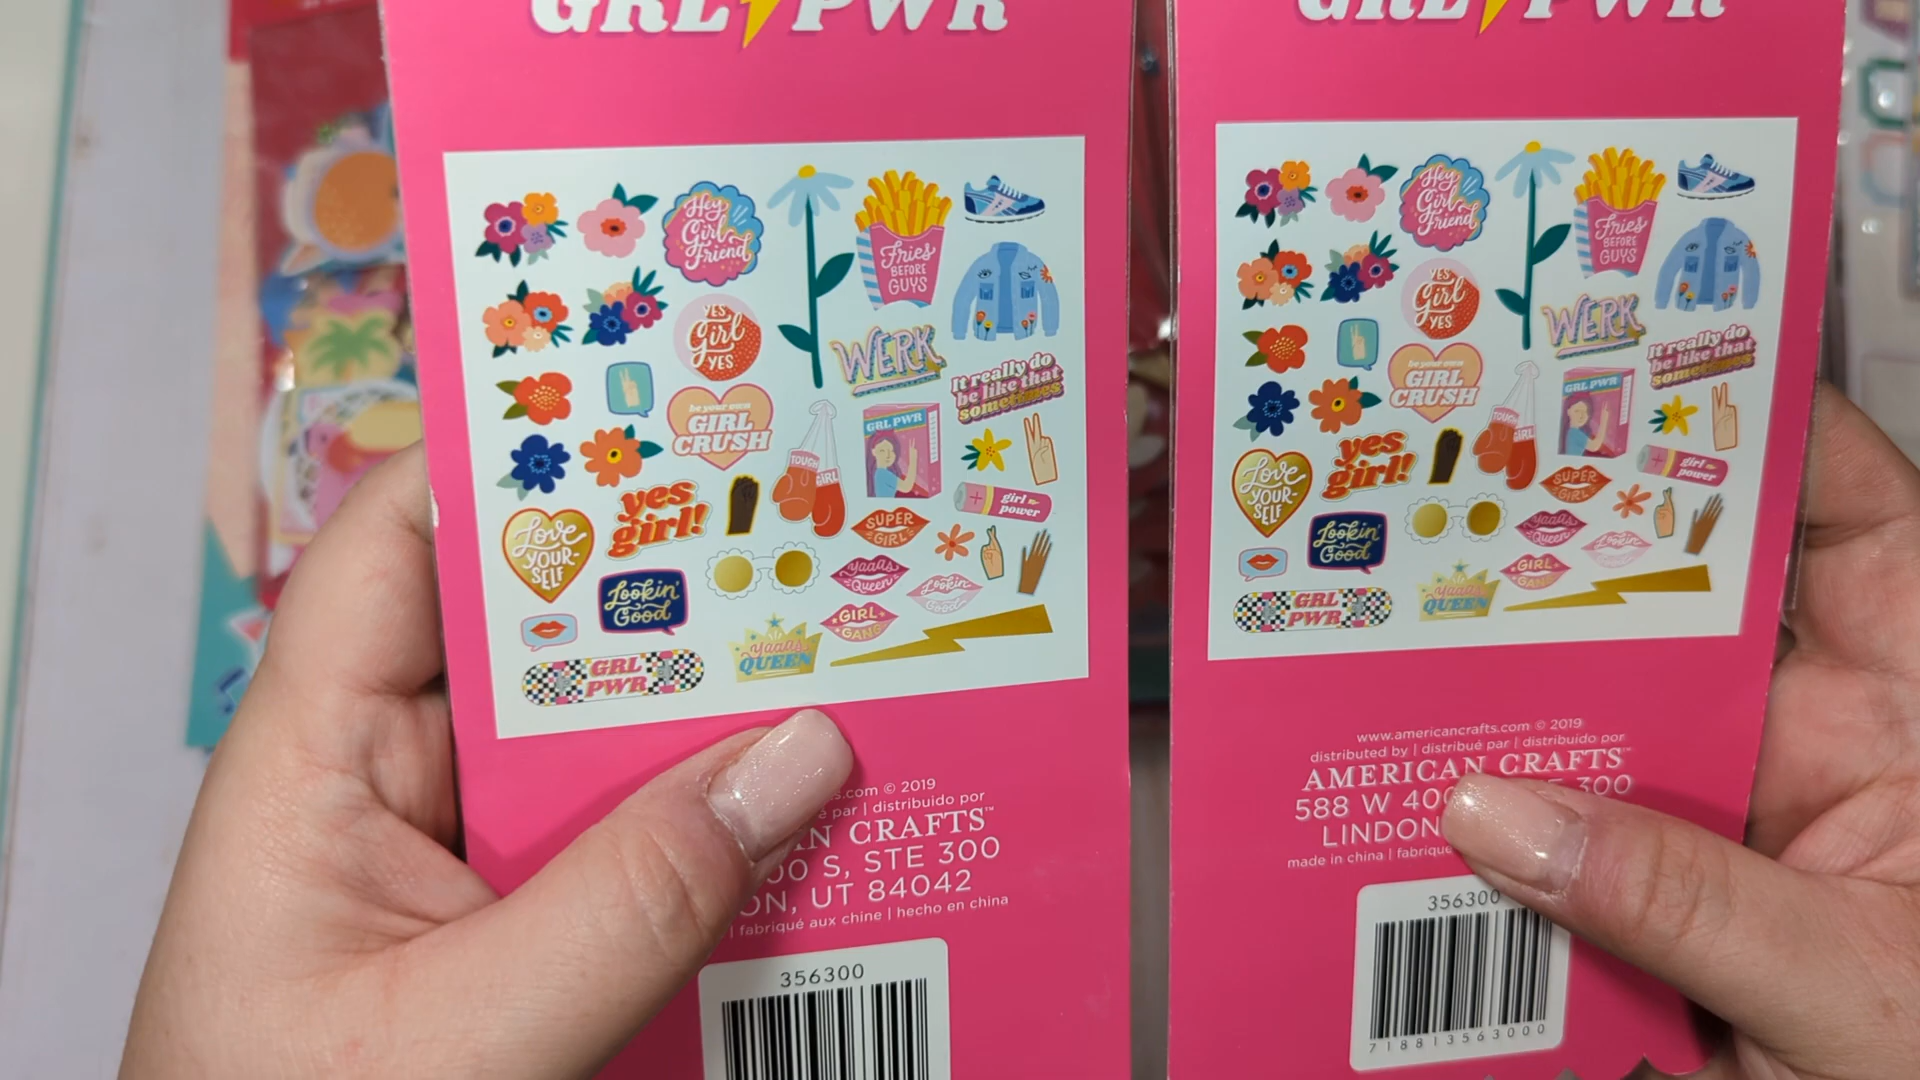 GRL PWR
Hey
Girl
Friend
Fries
BEFORE
GUYS
YES
Girl
YES
WERK
It really do
be like that
sometimes
be your own
GIRL
CRUSH
GRL PWR
TOUGH
GIRL
yes
girl!
girl
power
Love
YOUR-
SELF
SUPER
GIRL
Lookin'
Good
Yaaas
Queen
Lookin
Good
GIRL
GANG
Yaaas
QUEEN
GRL
PWR
s.com © 2019
é par | distribuido por
AN CRAFTS™
00 S, STE 300
ON, UT 84042
| fabriqué aux chine | hecho en china
356300
GRL PWR
Hey
Girl
Friend
Fries
BEFORE
GUYS
YES
Girl
YES
WERK
It really do
be like that
sometimes
be your own
GIRL
CRUSH
GRL PWR
TOUGH
GIRL
yes
girl!
girl
power
Love
YOUR-
SELF
SUPER
GIRL
Lookin'
Good
Yaaas
Queen
Lookin
Good
GIRL
GANG
Yaaas
QUEEN
GRL
PWR
www.americancrafts.com © 2019
distributed by | distribué par | distribuido por
AMERICAN CRAFTS™
588 W 400 300
LINDON
made in china | fabriqué
356300
718813563000